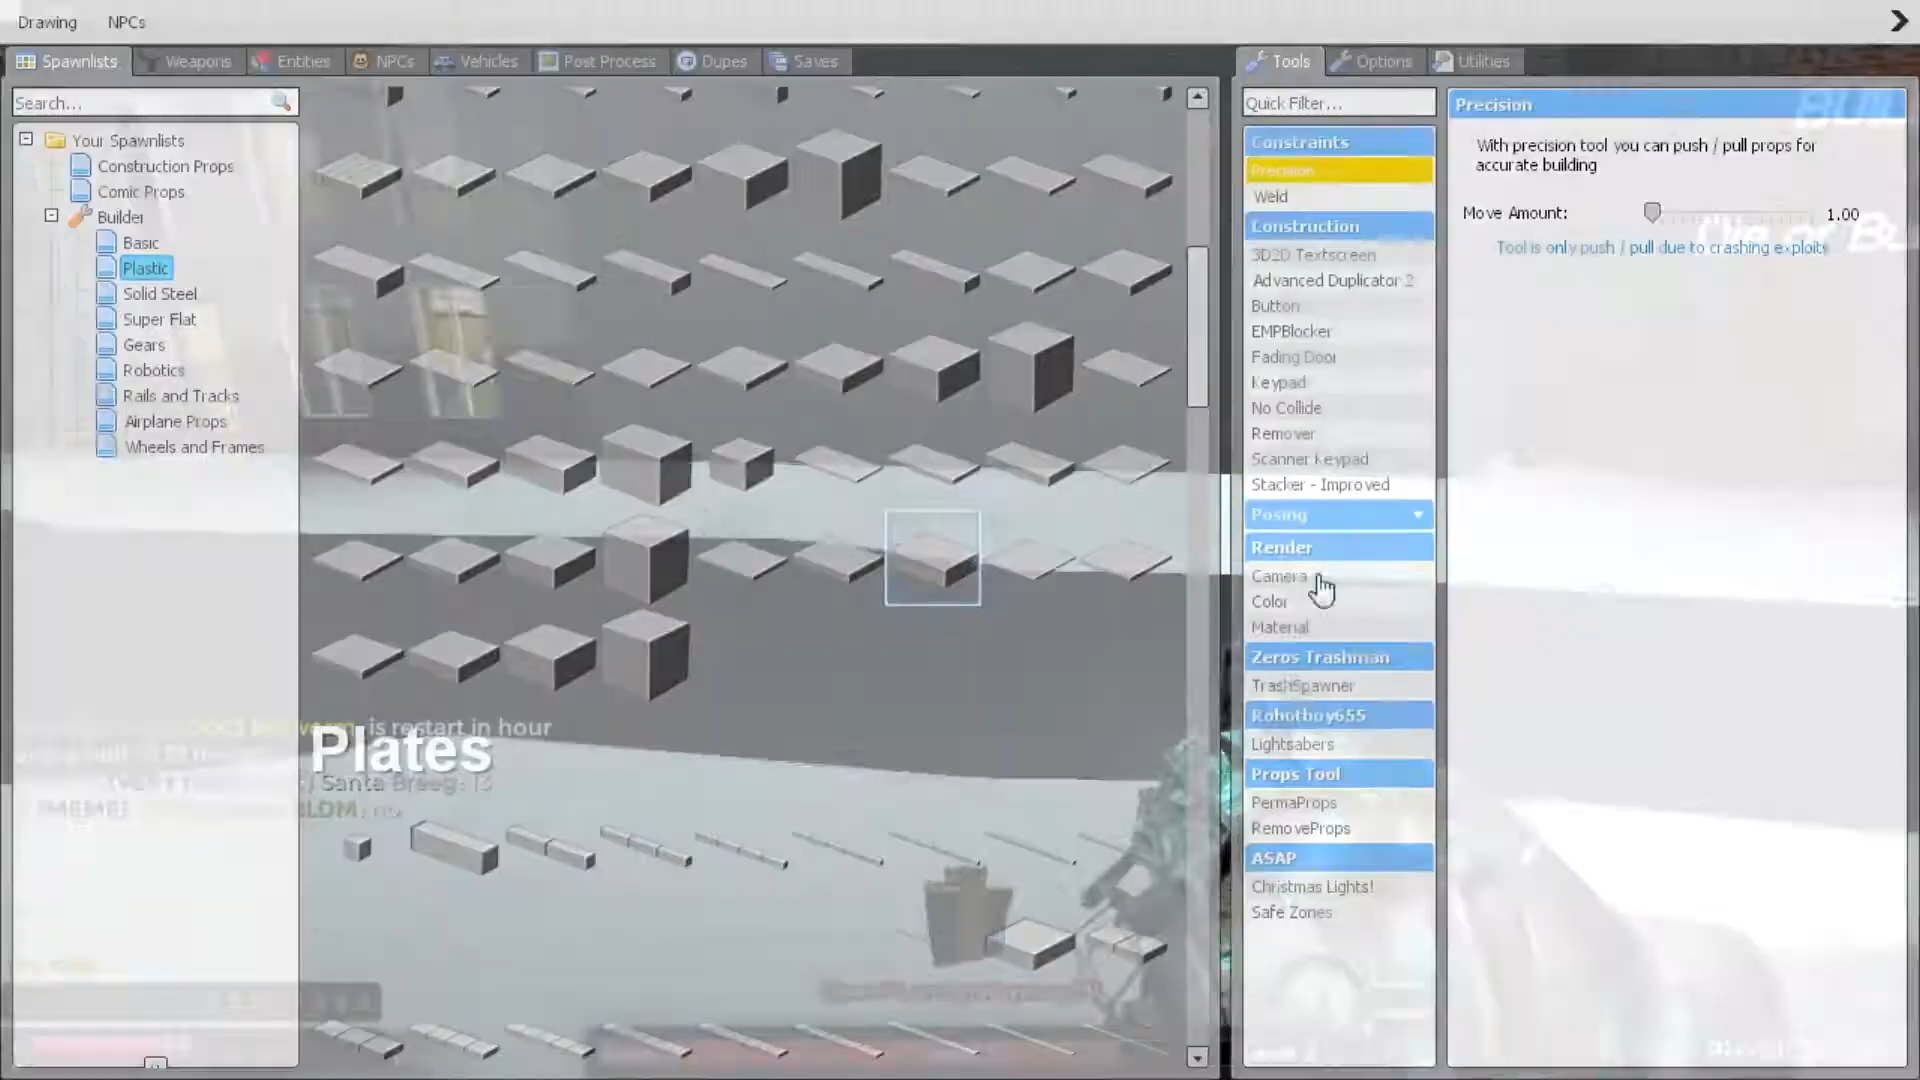 Drawing NPCs
Spawnlists Weapons Entities NPCs Vehicles Post Process Dupes Saves
Tools Options Utilities
Search...
Your Spawnlists
Construction Props
Comic Props
Builder
Basic
Plastic
Solid Steel
Super Flat
Gears
Robotics
Rails and Tracks
Airplane Props
Wheels and Frames
is restart in hour
Plates
Santa Breeg: 13
Quick Filter...
Constraints
Precision
Weld
Construction
3D2D Textscreen
Advanced Duplicator 2
Button
EMPBlocker
Fading Door
Keypad
No Collide
Remover
Scanner Keypad
Stacker - Improved
Posing
Render
Camera
Color
Material
Zeros Trashman
TrashSpawner
Robotboy655
Lightsabers
Props Tool
PermaProps
RemoveProps
ASAP
Christmas Lights!
Safe Zones
Precision
With precision tool you can push / pull props for
accurate building
Move Amount: 1.00
Tool is only push / pull due to crashing exploits